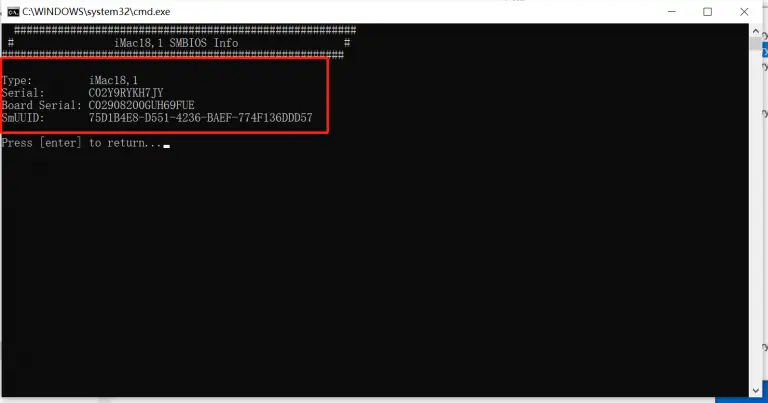 C:\WINDOWS\system32\cmd.exe
#######################################################
# iMac18,1 SMBIOS Info #
#######################################################
Type: iMac18,1
Serial: C02Y9RYKH7JY
Board Serial: C02908200GUH69FUE
SmUUID: 75D1B4E8-D551-4236-BAEF-774F136DDD57
Press [enter] to return...